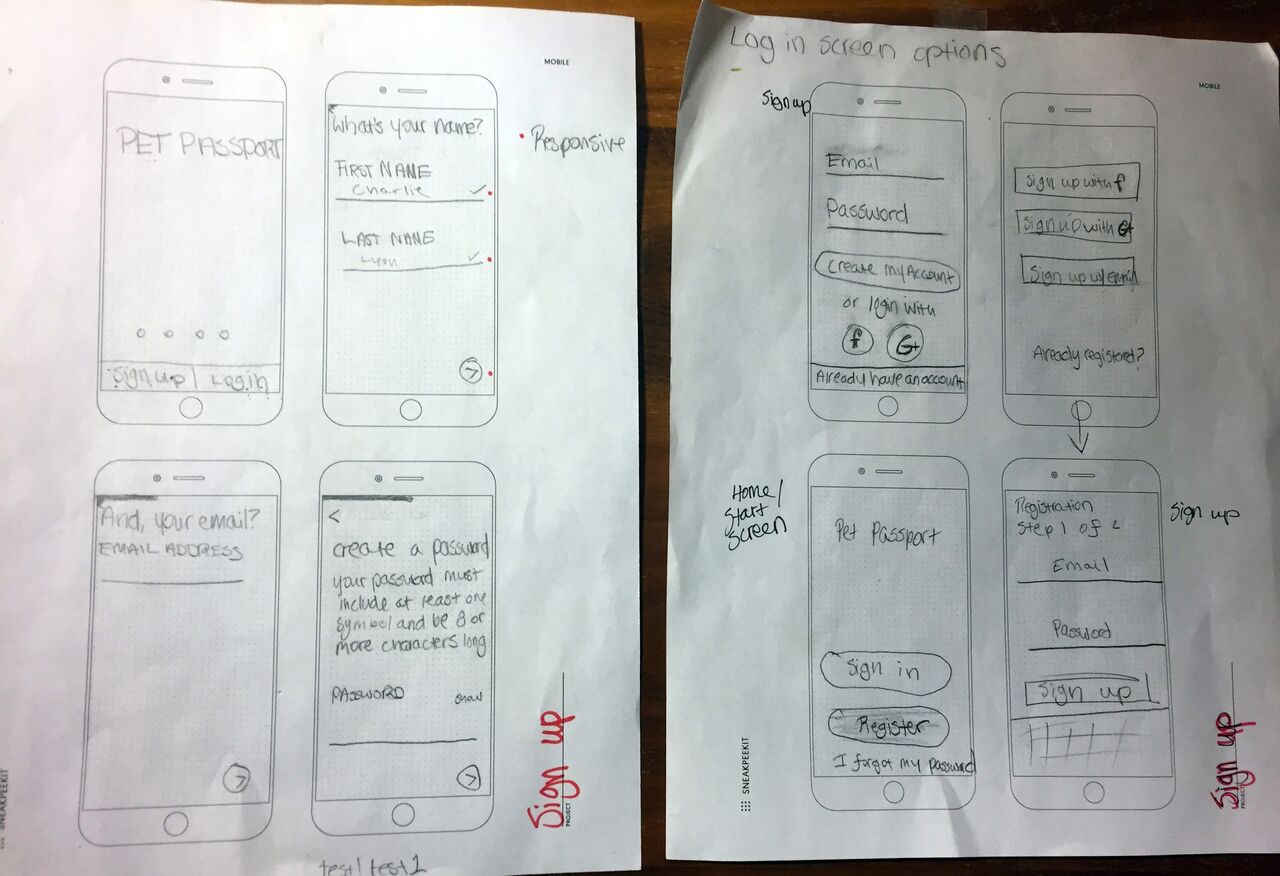 MOBILE
PET PASSPORT
Sign up | Log in
What's your name?
FIRST NAME
Charlie
LAST NAME
Lyon
• Responsive
And, your email?
EMAIL ADDRESS
<
create a password
your password must
include at least one
symbol and be 8 or
more characters long
PASSWORD
show
Sign up
PROJECT
SNEAKPEEKIT
test/test1
Log in screen options
MOBILE
Sign up
Email
Password
Create my Account
or login with
f G+
Already have an account
Sign up with f
Sign up with G+
Sign up w/ email
Already registered?
Home/
Start
Screen
Pet Passport
Sign in
Register
I forgot my password
Registration
Step 1 of 2
Email
Password
Sign up
Sign up
SNEAKPEEKIT
Sign up
PROJECT